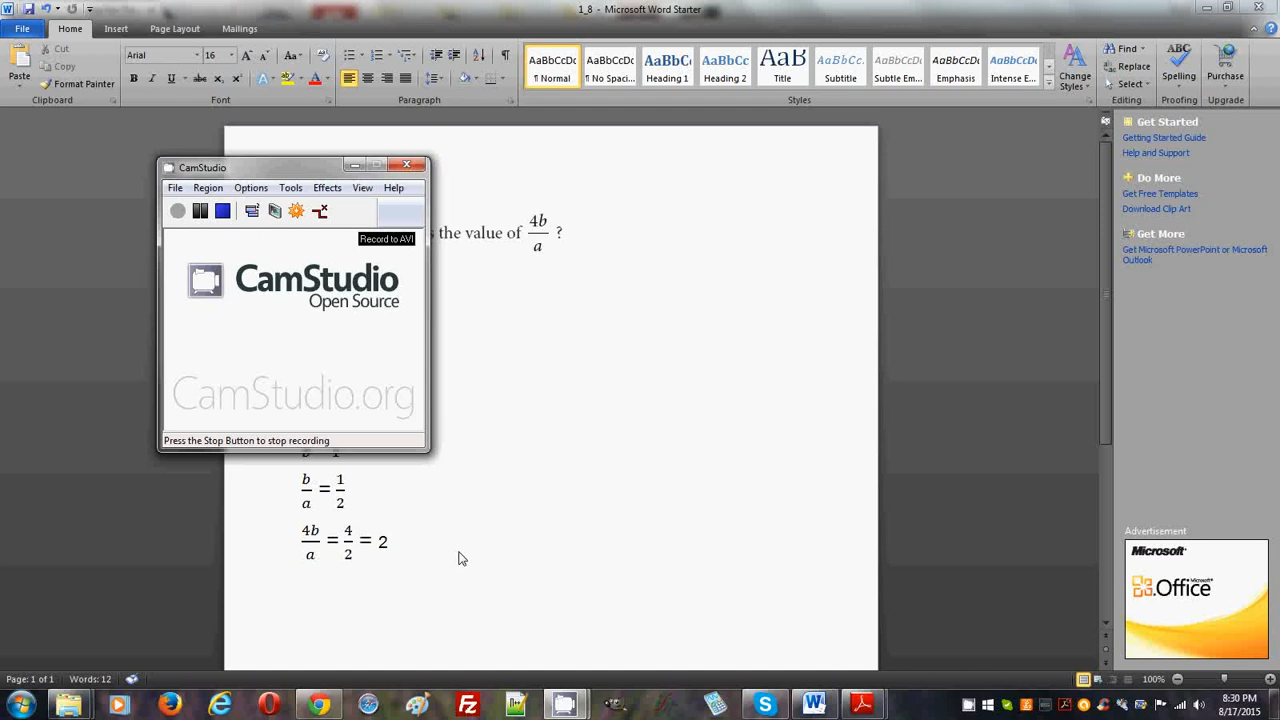 1_8 - Microsoft Word Starter
File Home Insert Page Layout Mailings
Paste
Cut
Copy
Format Painter
Clipboard
Arial 16
B I U abc x₂ x² A
A A Aa
Font
Paragraph
AaBbCcDc AaBbCcDc AaBbCc AaBbCc AaB AaBbCc. AaBbCcDc AaBbCcDc AaBbCcDc
¶ Normal ¶ No Spaci... Heading 1 Heading 2 Title Subtitle Subtle Em... Emphasis Intense E...
Change
Styles
Styles
Find
Replace
Select
Editing
ABC
Spelling
Proofing
Purchase
Upgrade
CamStudio
File Region Options Tools Effects View Help
Record to AVI
CamStudio
Open Source
CamStudio.org
Press the Stop Button to stop recording
s the value of 4b/a ?
b/a = 1/2
4b/a = 4/2 = 2
Get Started
Getting Started Guide
Help and Support
Do More
Get Free Templates
Download Clip Art
Get More
Get Microsoft PowerPoint or Microsoft
Outlook
Advertisement
Microsoft®
Office
Page: 1 of 1 Words: 12
100%
8:30 PM
8/17/2015